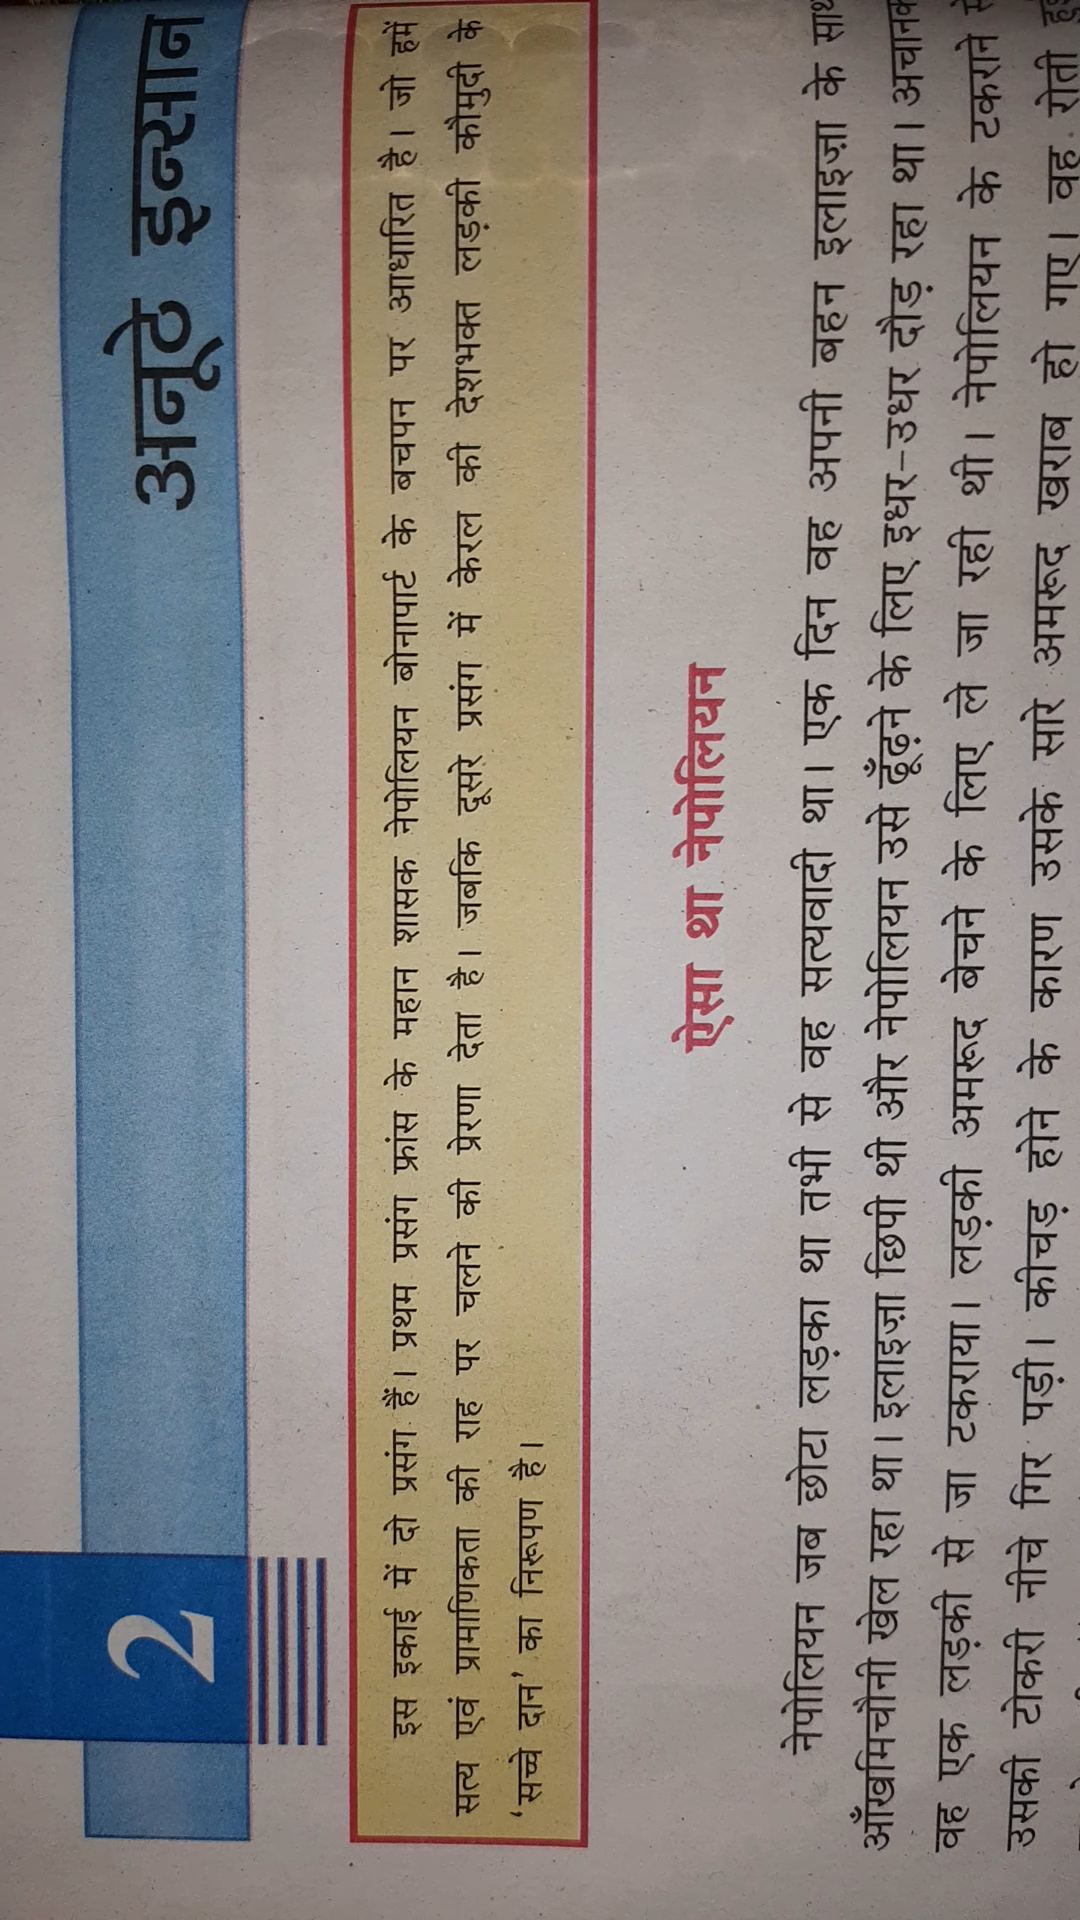 2
अनूठे इन्सान
इस इकाई में दो प्रसंग हैं। प्रथम प्रसंग फ्रांस के महान शासक नेपोलियन बोनापार्ट के बचपन पर आधारित है। जो हमें
सत्य एवं प्रामाणिकता की राह पर चलने की प्रेरणा देता है। जबकि दूसरे प्रसंग में केरल की देशभक्त लड़की कौमुदी के
‘सच्चे दान’ का निरूपण है।
ऐसा था नेपोलियन
नेपोलियन जब छोटा लड़का था तभी से वह सत्यवादी था। एक दिन वह अपनी बहन इलाइज़ा के साथ
आँखमिचौनी खेल रहा था। इलाइज़ा छिपी थी और नेपोलियन उसे ढूँढ़ने के लिए इधर-उधर दौड़ रहा था। अचानक
वह एक लड़की से जा टकराया। लड़की अमरूद बेचने के लिए ले जा रही थी। नेपोलियन के टकराने से
उसकी टोकरी नीचे गिर पड़ी। कीचड़ होने के कारण उसके सारे अमरूद खराब हो गए। वह रोती